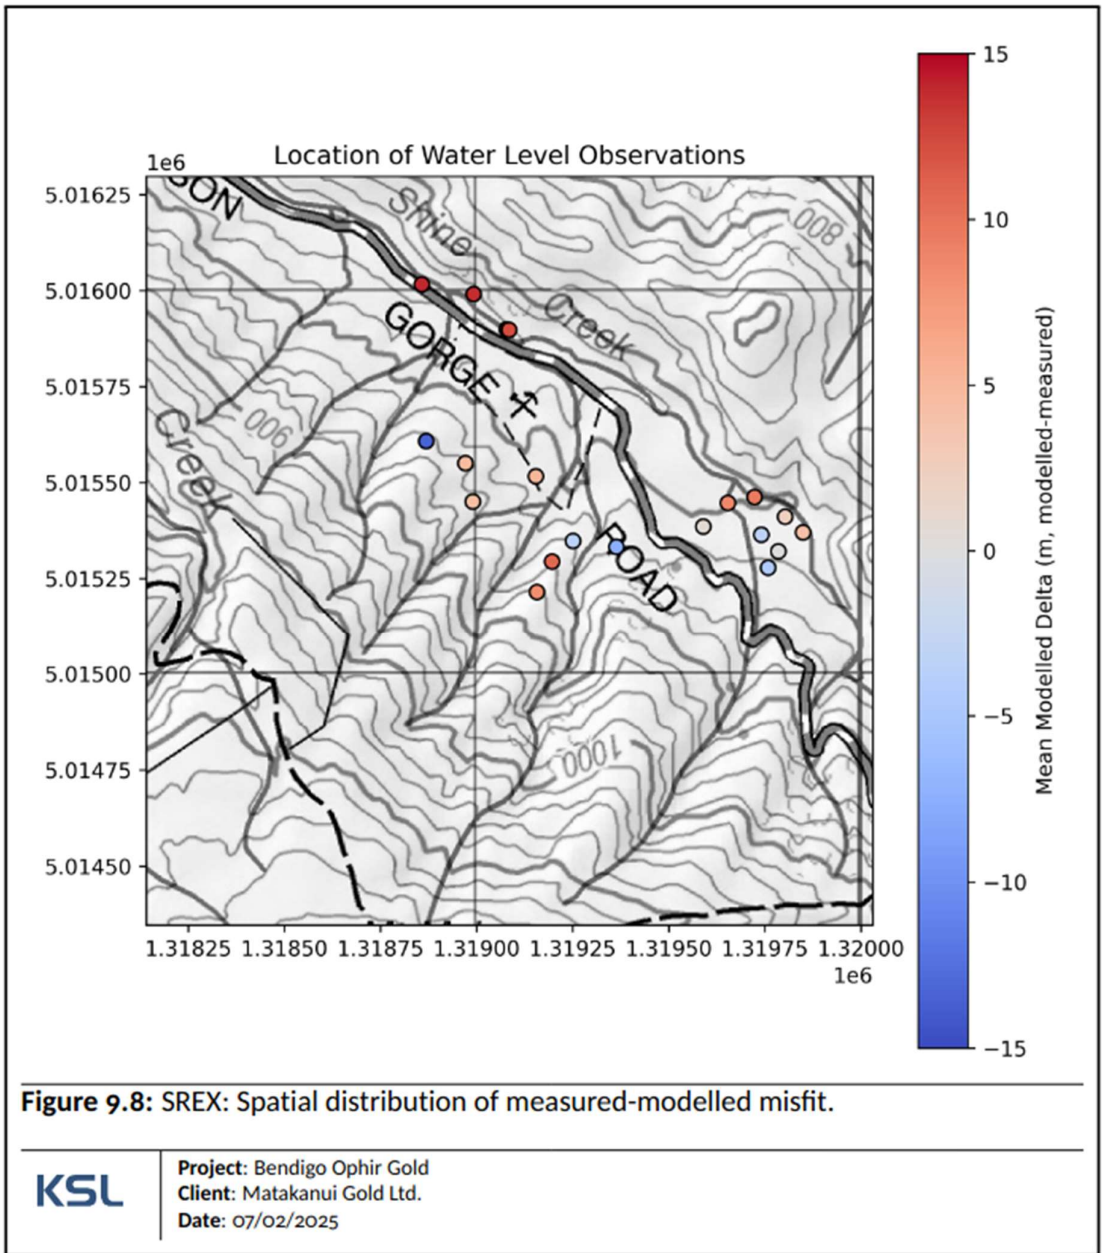 Location of Water Level Observations
1e6
5.01625
5.01600
5.01575
5.01550
5.01525
5.01500
5.01475
5.01450
SON
Shine
Creek
GORGE
ROAD
Creek
800
900
1000
1.31825 1.31850 1.31875 1.31900 1.31925 1.31950 1.31975 1.32000
1e6
15
10
5
0
−5
−10
−15
Mean Modelled Delta (m, modelled-measured)
Figure 9.8: SREX: Spatial distribution of measured-modelled misfit.
KSL
Project: Bendigo Ophir Gold
Client: Matakanui Gold Ltd.
Date: 07/02/2025